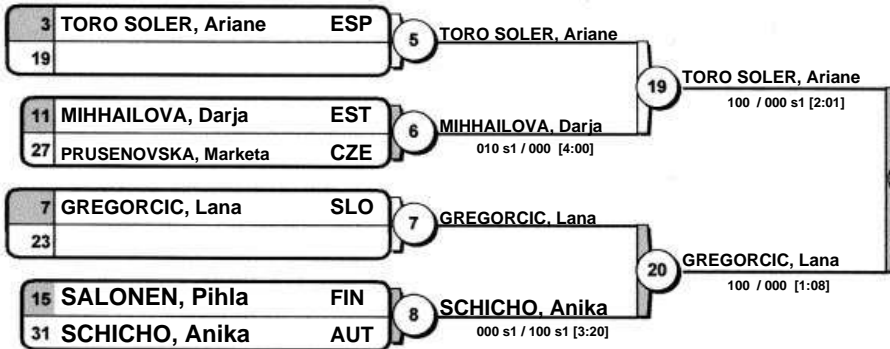 3 TORO SOLER, Ariane ESP
19
5
TORO SOLER, Ariane
11 MIHHAILOVA, Darja EST
27 PRUSENOVSKA, Marketa CZE
6
MIHHAILOVA, Darja
010 s1 / 000 [4:00]
19
TORO SOLER, Ariane
100 / 000 s1 [2:01]
7 GREGORCIC, Lana SLO
23
7
GREGORCIC, Lana
15 SALONEN, Pihla FIN
31 SCHICHO, Anika AUT
8
SCHICHO, Anika
000 s1 / 100 s1 [3:20]
20
GREGORCIC, Lana
100 / 000 [1:08]